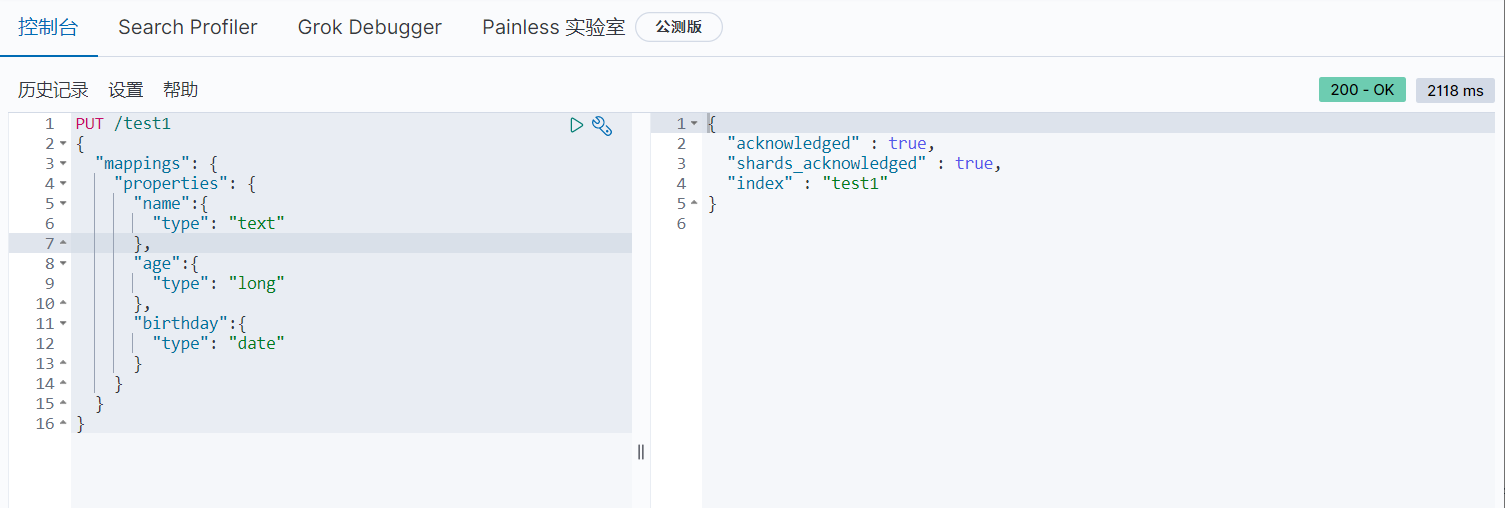 控制台 Search Profiler Grok Debugger Painless 实验室 公测版
历史记录 设置 帮助 200 - OK 2118 ms
1 PUT /test1
2 {
3 "mappings": {
4 "properties": {
5 "name":{
6 "type": "text"
7 },
8 "age":{
9 "type": "long"
10 },
11 "birthday":{
12 "type": "date"
13 }
14 }
15 }
16 }
1 {
2 "acknowledged" : true,
3 "shards_acknowledged" : true,
4 "index" : "test1"
5 }
6